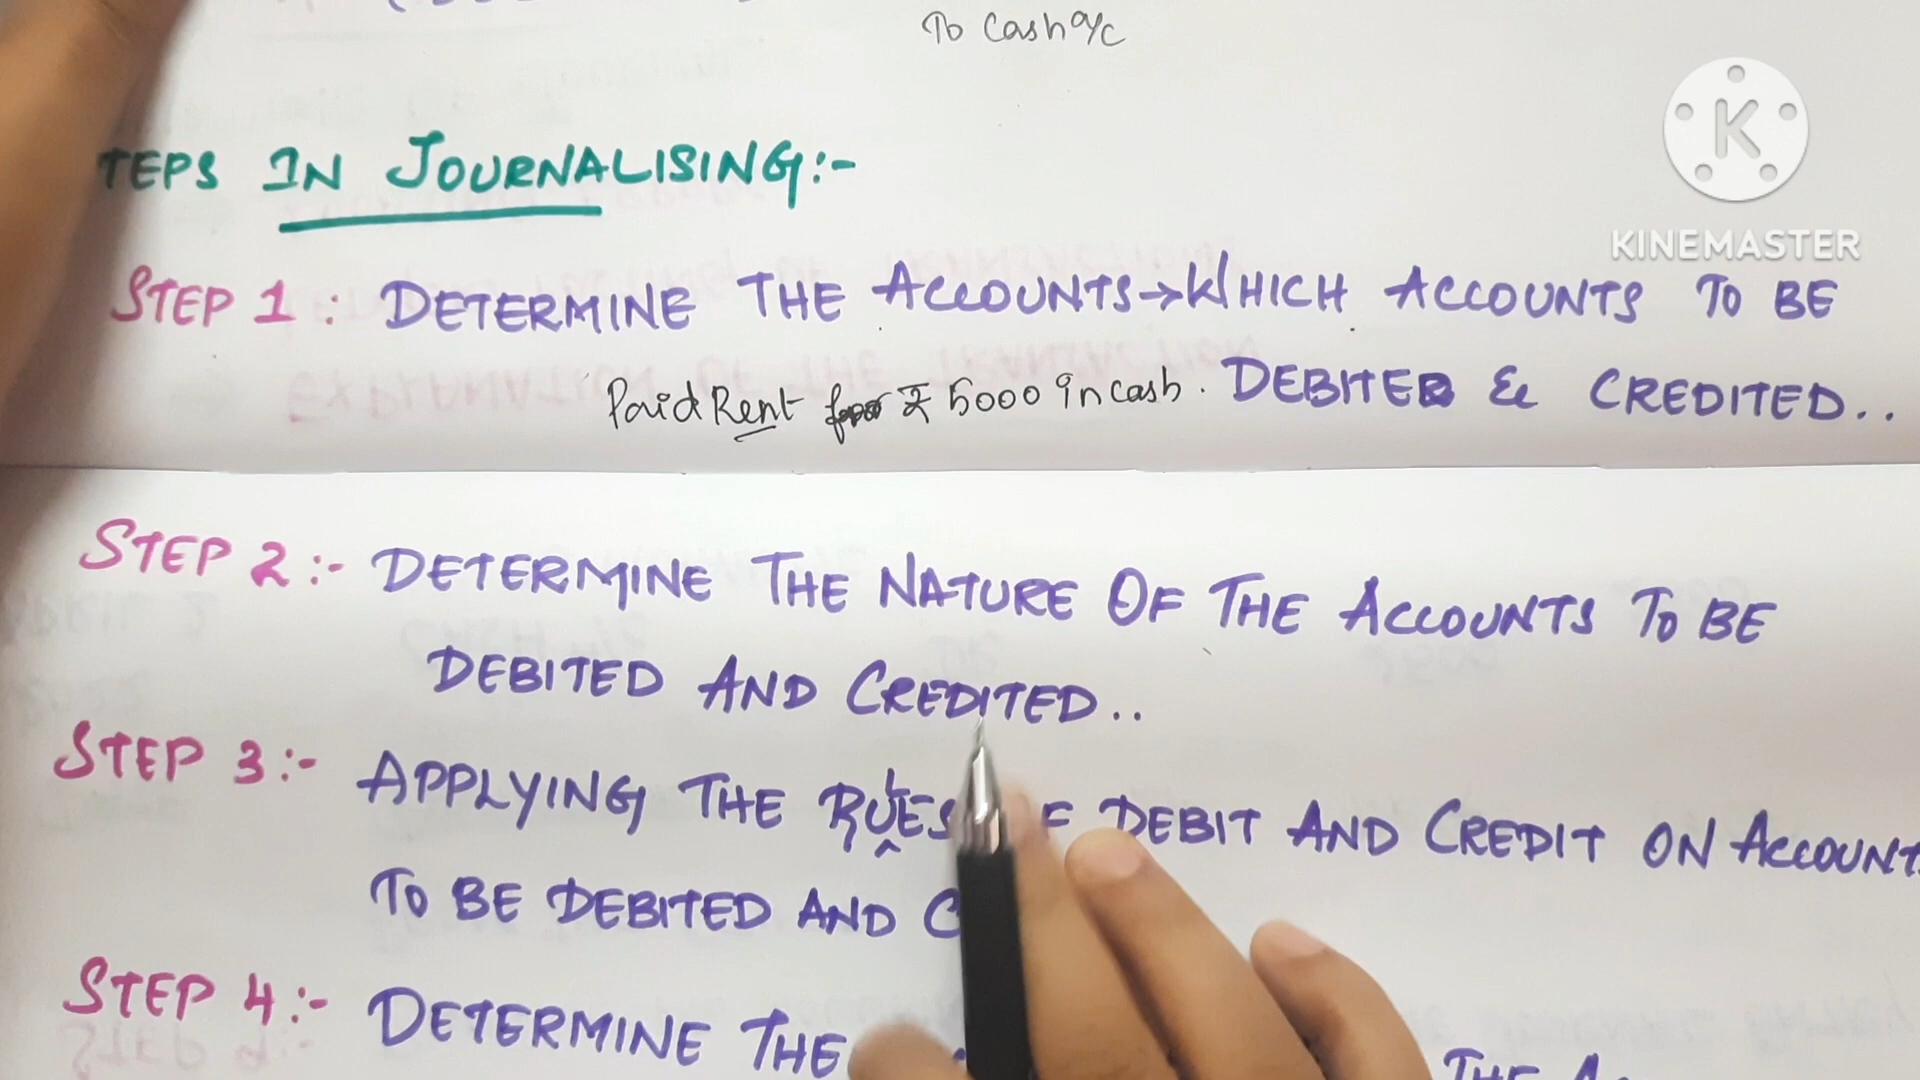 To Cash a/c
TEPS IN JOURNALISING:-
STEP 1: DETERMINE THE ACCOUNTS→WHICH ACCOUNTS TO BE
Paid Rent ₹ 5000 in cash. DEBITED & CREDITED..
STEP 2:- DETERMINE THE NATURE OF THE ACCOUNTS TO BE
DEBITED AND CREDITED..
STEP 3:- APPLYING THE RULES OF DEBIT AND CREDIT ON ACCOUNT
TO BE DEBITED AND C
STEP 4:- DETERMINE THE THE
K
KINEMASTER